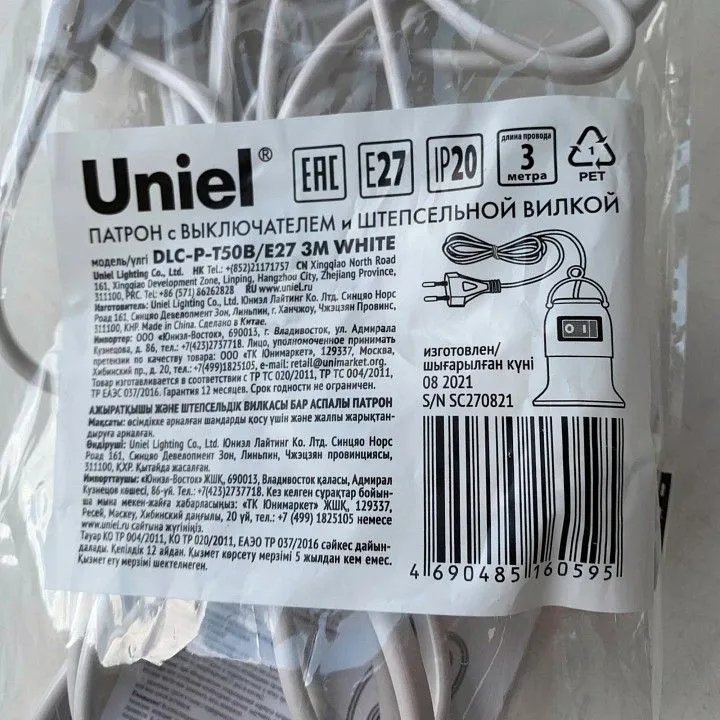 Uniel®
EAC
E27
IP20
длина провода
3
метра
1
PET
ПАТРОН с ВЫКЛЮЧАТЕЛЕМ и ШТЕПСЕЛЬНОЙ ВИЛКОЙ
модель/үлгі DLC-P-T50B/E27 3M WHITE
Uniel Lighting Co., Ltd. HK Tel.: +(852)21171757 CN Xingqiao North Road
161, Xingqiao Development Zone, Linping, Hangzhou City, Zhejiang Province,
311100, PRC. Tel: +86 (571) 86262828 RU www.uniel.ru
Изготовитель: Uniel Lighting Co., Ltd. Юниэл Лайтинг Ко. Лтд. Синцяо Норс
Роад 161, Синцяо Девелопмент Зон, Линьпин, г. Ханчжоу, Чжэцзян Провинс,
311100, КНР. Made in China. Сделано в Китае.
Импортер: ООО «Юниэл-Восток», 690013, г. Владивосток, ул. Адмирала
Кузнецова, д. 86, тел.: +7(423)2737718. Лицо, уполномоченное принимать
претензии по качеству товара: ООО «ТК Юнимаркет», 129337, Москва,
Хибинский пр., д. 20, тел.: +7(499)1825105, e-mail: retail@unimarket.org.
Товар изготавливается в соответствии с ТР ТС 020/2011, ТР ТС 004/2011,
ТР ЕАЭС 037/2016. Гарантия 12 месяцев. Срок годности не ограничен.
АЖЫРАТҚЫШЫ ЖӘНЕ ШТЕПСЕЛЬДІК ВИЛКАСЫ БАР АСПАЛЫ ПАТРОН
Мақсаты: өсімдікке арналған шамдарды қосу үшін және жалпы жарықтан-
дыруға арналған.
Өндіруші: Uniel Lighting Co., Ltd. Юниэл Лайтинг Ко. Лтд. Синцяо Норс
Роад 161, Синцяо Девелопмент Зон, Линьпин, Чжэцзян провинциясы,
311100, ҚХР. Қытайда жасалған.
Импорттаушы: «Юниэл-Восток» ЖШҚ, 690013, Владивосток қаласы, Адмирал
Кузнецов көшесі, 86-үй. Тел.: +7(423)2737718. Кез келген сұрақтар бойын-
ша мына мекен-жайға хабарласыңыз: «ТК Юнимаркет» ЖШҚ, 129337,
Ресей, Мәскеу, Хибинский даңғылы, 20 үй, тел.: +7 (499) 1825105 немесе
www.uniel.ru сайтына жүгініңіз.
Тауар КО ТР 004/2011, КО ТР 020/2011, ЕАЭО ТР 037/2016 сәйкес дайын-
далады. Кепілдік 12 айдан. Қызмет көрсету мерзімі 5 жылдан кем емес.
Қызмет ету мерзімі шектелмеген.
изготовлен/
шығарылған күні
08 2021
S/N SC270821
4 690485 160595